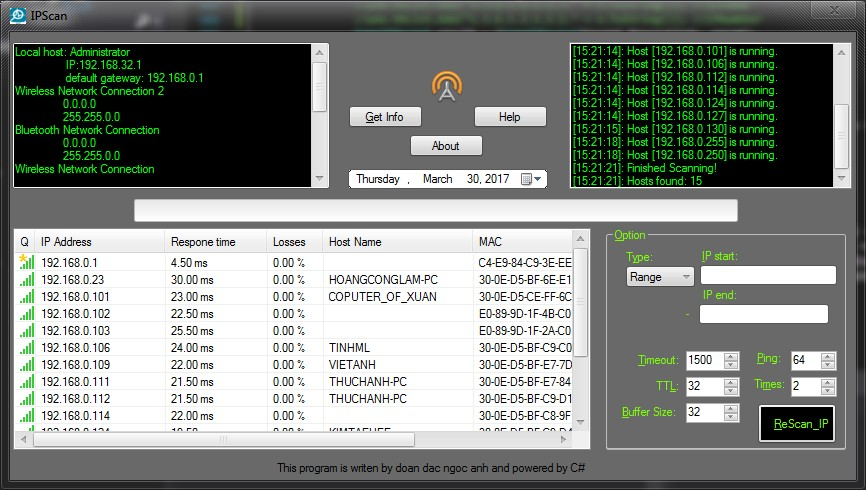 IPScan
Local host: Administrator
IP:192.168.32.1
default gateway: 192.168.0.1
Wireless Network Connection 2
0.0.0.0
255.255.0.0
Bluetooth Network Connection
0.0.0.0
255.255.0.0
Wireless Network Connection
Get Info
Help
About
Thursday , March 30, 2017
[15:21:14]: Host [192.168.0.101] is running.
[15:21:14]: Host [192.168.0.106] is running.
[15:21:14]: Host [192.168.0.112] is running.
[15:21:14]: Host [192.168.0.114] is running.
[15:21:14]: Host [192.168.0.124] is running.
[15:21:14]: Host [192.168.0.127] is running.
[15:21:15]: Host [192.168.0.130] is running.
[15:21:18]: Host [192.168.0.255] is running.
[15:21:18]: Host [192.168.0.250] is running.
[15:21:21]: Finished Scanning!
[15:21:21]: Hosts found: 15
Q IP Address Respone time Losses Host Name MAC
192.168.0.1 4.50 ms 0.00 % C4-E9-84-C9-3E-EE
192.168.0.23 30.00 ms 0.00 % HOANGCONGLAM-PC 30-0E-D5-BF-6E-E1
192.168.0.101 23.00 ms 0.00 % COPUTER_OF_XUAN 30-0E-D5-CE-FF-6C
192.168.0.102 22.50 ms 0.00 % E0-89-9D-1F-4B-C0
192.168.0.103 25.50 ms 0.00 % E0-89-9D-1F-2A-C0
192.168.0.106 24.00 ms 0.00 % TINHML 30-0E-D5-BF-C9-C0
192.168.0.109 22.00 ms 0.00 % VIETANH 30-0E-D5-BF-E7-7D
192.168.0.111 21.50 ms 0.00 % THUCHANH-PC 30-0E-D5-BF-E7-84
192.168.0.112 21.50 ms 0.00 % THUCHANH-PC 30-0E-D5-BF-C9-D1
192.168.0.114 22.00 ms 0.00 % 30-0E-D5-BF-C8-9F
Option
Type:
Range
IP start:
IP end:
-
Timeout: 1500
Ping: 64
TTL: 32
Times: 2
Buffer Size: 32
ReScan_IP
This program is writen by doan dac ngoc anh and powered by C#